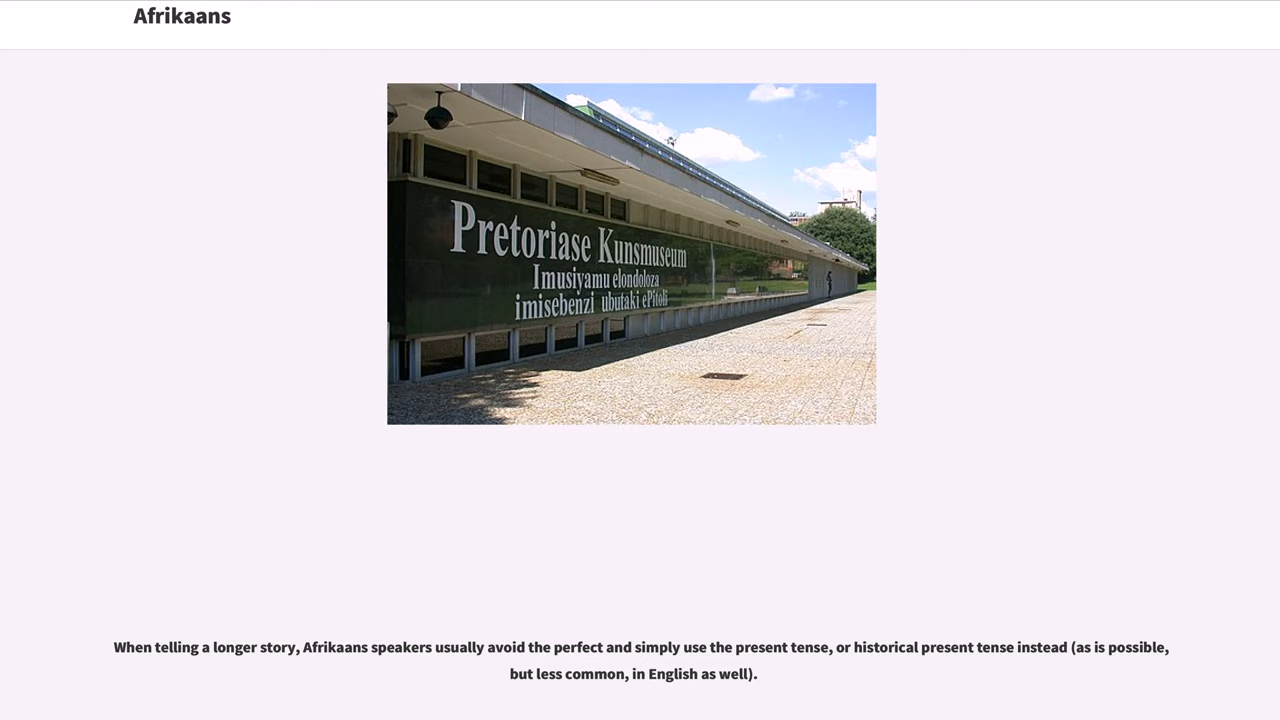 Afrikaans
Pretoriase Kunsmuseum
Imusiyamu elondoloza
imisebenzi ubutaki ePitoli
When telling a longer story, Afrikaans speakers usually avoid the perfect and simply use the present tense, or historical present tense instead (as is possible,
but less common, in English as well).